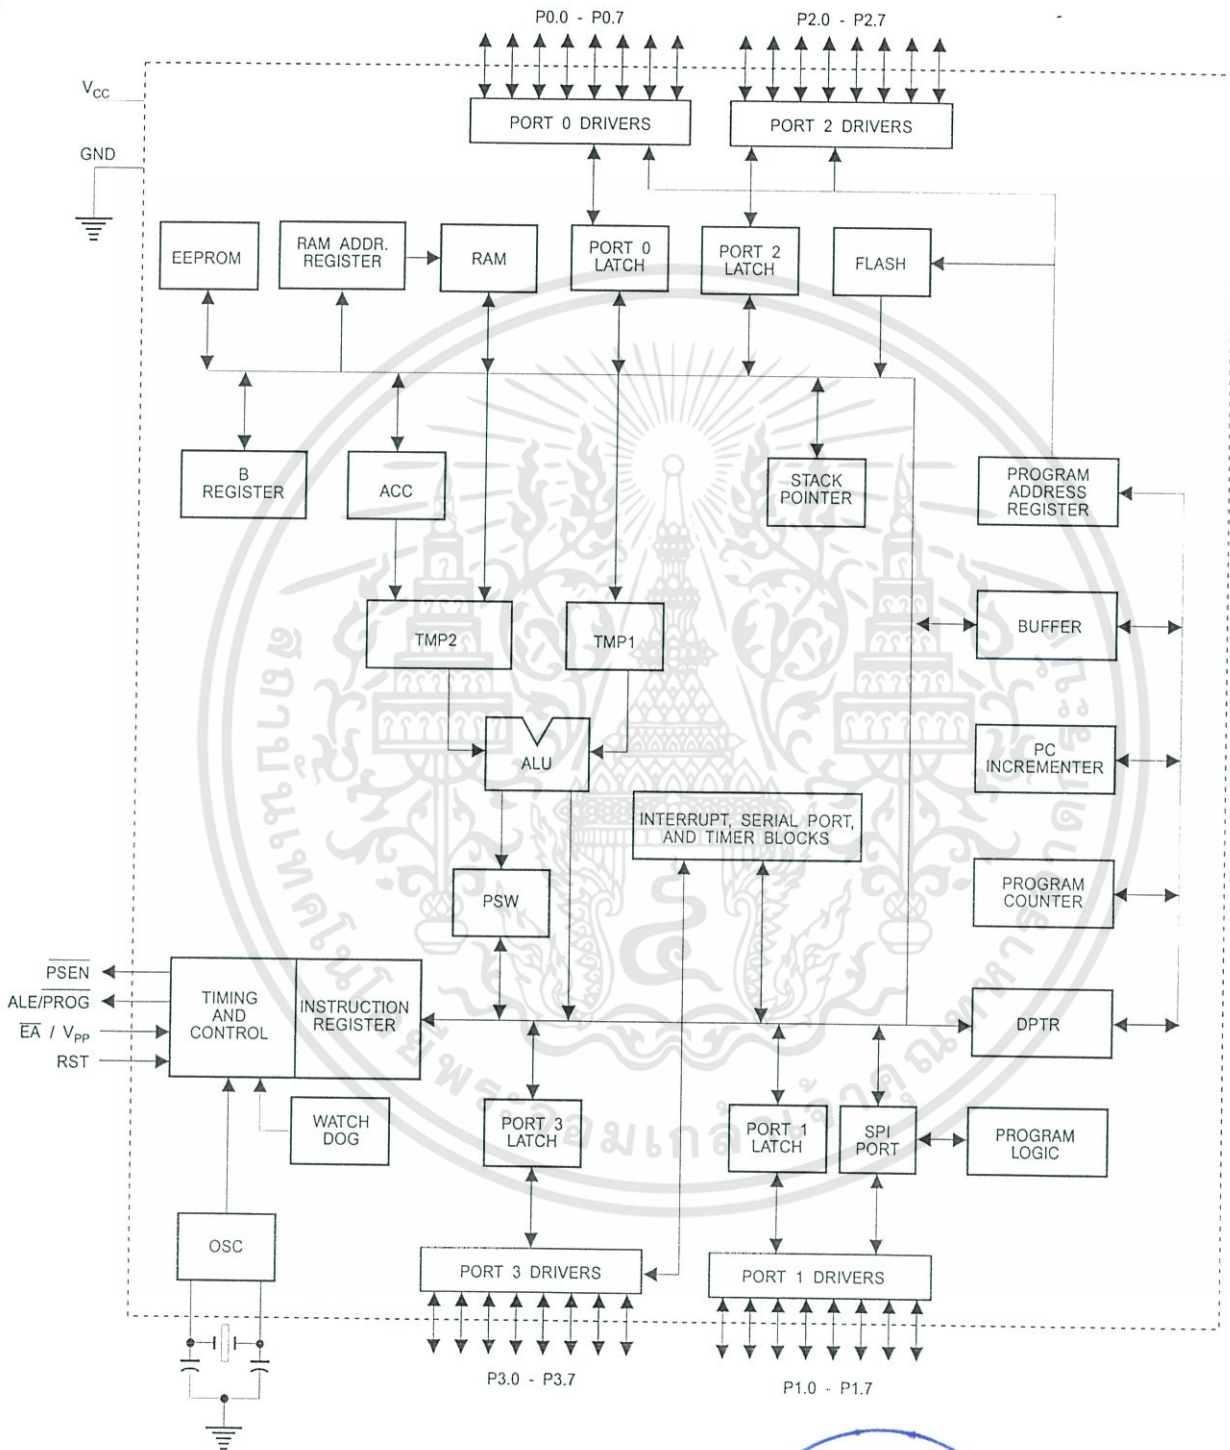 P0.0 - P0.7
P2.0 - P2.7
V_CC
GND
PORT 0 DRIVERS
PORT 2 DRIVERS
EEPROM
RAM ADDR.
REGISTER
RAM
PORT 0
LATCH
PORT 2
LATCH
FLASH
B
REGISTER
ACC
STACK
POINTER
PROGRAM
ADDRESS
REGISTER
TMP2
TMP1
BUFFER
ALU
PC
INCREMENTER
INTERRUPT, SERIAL PORT,
AND TIMER BLOCKS
PSW
PROGRAM
COUNTER
PSEN
ALE/PROG
EA / V_PP
RST
TIMING
AND
CONTROL
INSTRUCTION
REGISTER
DPTR
WATCH
DOG
PORT 3
LATCH
PORT 1
LATCH
SPI
PORT
PROGRAM
LOGIC
OSC
PORT 3 DRIVERS
PORT 1 DRIVERS
P3.0 - P3.7
P1.0 - P1.7